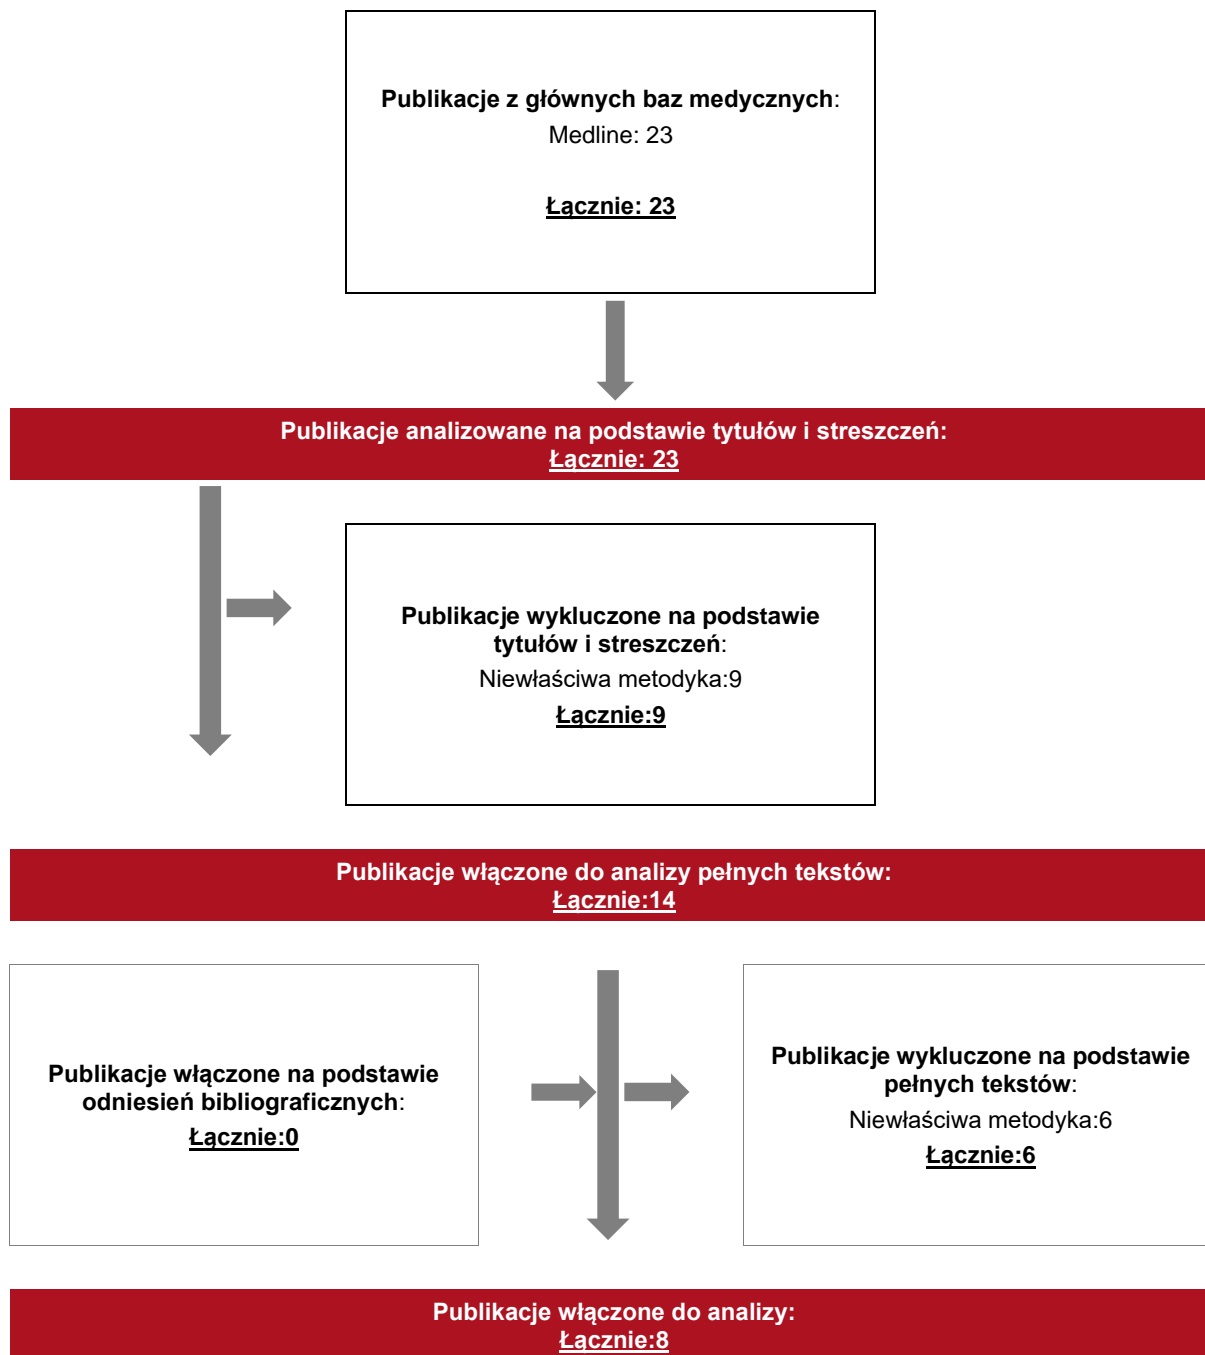 Publikacje z głównych baz medycznych:
Medline: 23
Łącznie: 23
Publikacje analizowane na podstawie tytułów i streszczeń:
Łącznie: 23
Publikacje wykluczone na podstawie
tytułów i streszczeń:
Niewłaściwa metodyka:9
Łącznie:9
Publikacje włączone do analizy pełnych tekstów:
Łącznie:14
Publikacje włączone na podstawie
odniesień bibliograficznych:
Łącznie:0
Publikacje wykluczone na podstawie
pełnych tekstów:
Niewłaściwa metodyka:6
Łącznie:6
Publikacje włączone do analizy:
Łącznie:8